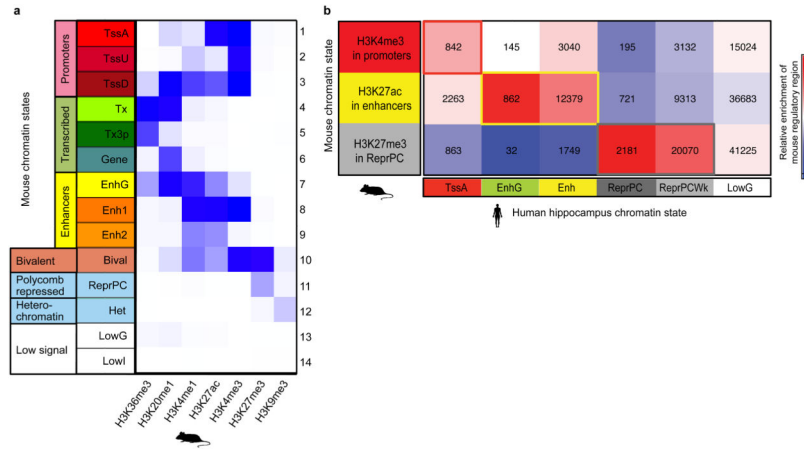 a
Mouse chromatin states
Promoters
TssA
1
TssU
2
TssD
3
Transcribed
Tx
4
Tx3p
5
Gene
6
Enhancers
EnhG
7
Enh1
8
Enh2
9
Bivalent
Bival
10
Polycomb
repressed
ReprPC
11
Hetero-
chromatin
Het
12
Low signal
LowG
13
LowI
14
H3K36me3
H3K20me1
H3K4me1
H3K27ac
H3K4me3
H3K27me3
H3K9me3
b
Mouse chromatin state
H3K4me3
in promoters
842 145 3040 195 3132 15024
H3K27ac
in enhancers
2263 862 12379 721 9313 36683
H3K27me3
in ReprPC
863 32 1749 2181 20070 41225
TssA EnhG Enh ReprPC ReprPCWk LowG
Human hippocampus chromatin state
Relative enrichment of
mouse regulatory region